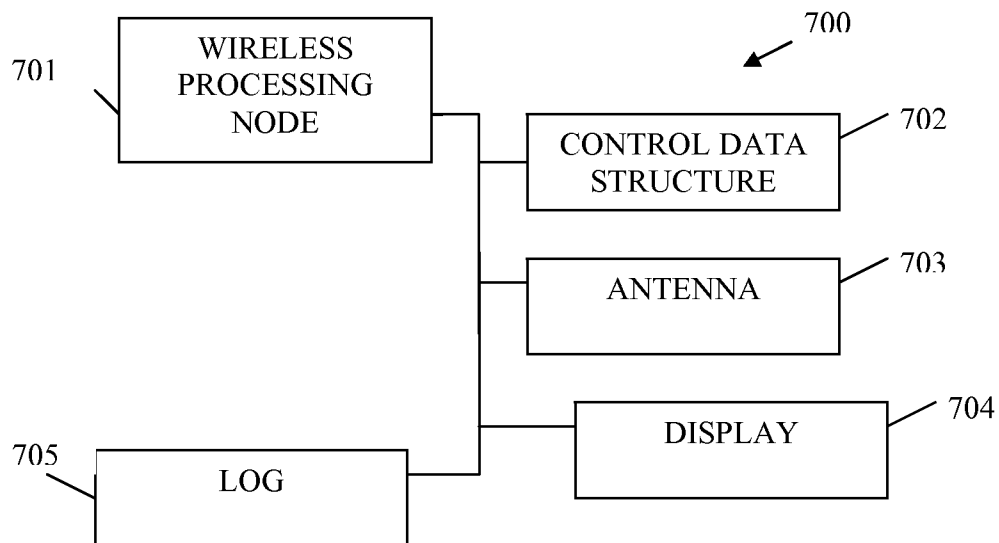 700
701
WIRELESS
PROCESSING
NODE
702
CONTROL DATA
STRUCTURE
703
ANTENNA
704
DISPLAY
705
LOG